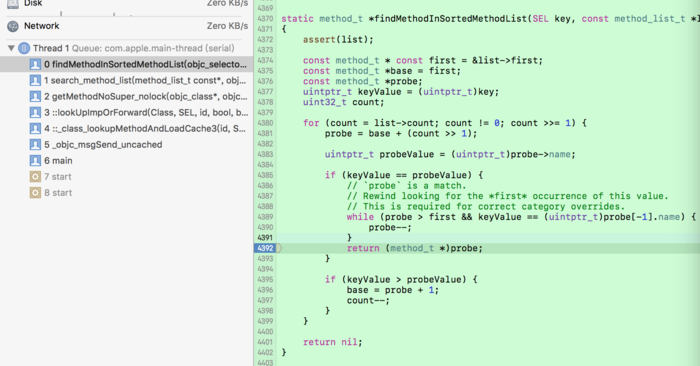 Disk
Zero KB/s
Network
Zero KB/s
Thread 1 Queue: com.apple.main-thread (serial)
0 findMethodInSortedMethodList(objc_selecto...
1 search_method_list(method_list_t const*, obj...
2 getMethodNoSuper_nolock(objc_class*, objc...
3 ::lookUpImpOrForward(Class, SEL, id, bool, b...
4 ::_class_lookupMethodAndLoadCache3(id, S...
5 _objc_msgSend_uncached
6 main
7 start
8 start
4369
4370 static method_t *findMethodInSortedMethodList(SEL key, const method_list_t *l
4371 {
4372     assert(list);
4373
4374     const method_t * const first = &list->first;
4375     const method_t *base = first;
4376     const method_t *probe;
4377     uintptr_t keyValue = (uintptr_t)key;
4378     uint32_t count;
4379
4380     for (count = list->count; count != 0; count >>= 1) {
4381         probe = base + (count >> 1);
4382
4383         uintptr_t probeValue = (uintptr_t)probe->name;
4384
4385         if (keyValue == probeValue) {
4386             // `probe` is a match.
4387             // Rewind looking for the *first* occurrence of this value.
4388             // This is required for correct category overrides.
4389             while (probe > first && keyValue == (uintptr_t)probe[-1].name) {
4390                 probe--;
4391             }
4392             return (method_t *)probe;
4393         }
4394
4395         if (keyValue > probeValue) {
4396             base = probe + 1;
4397             count--;
4398         }
4399     }
4400
4401     return nil;
4402 }
4403